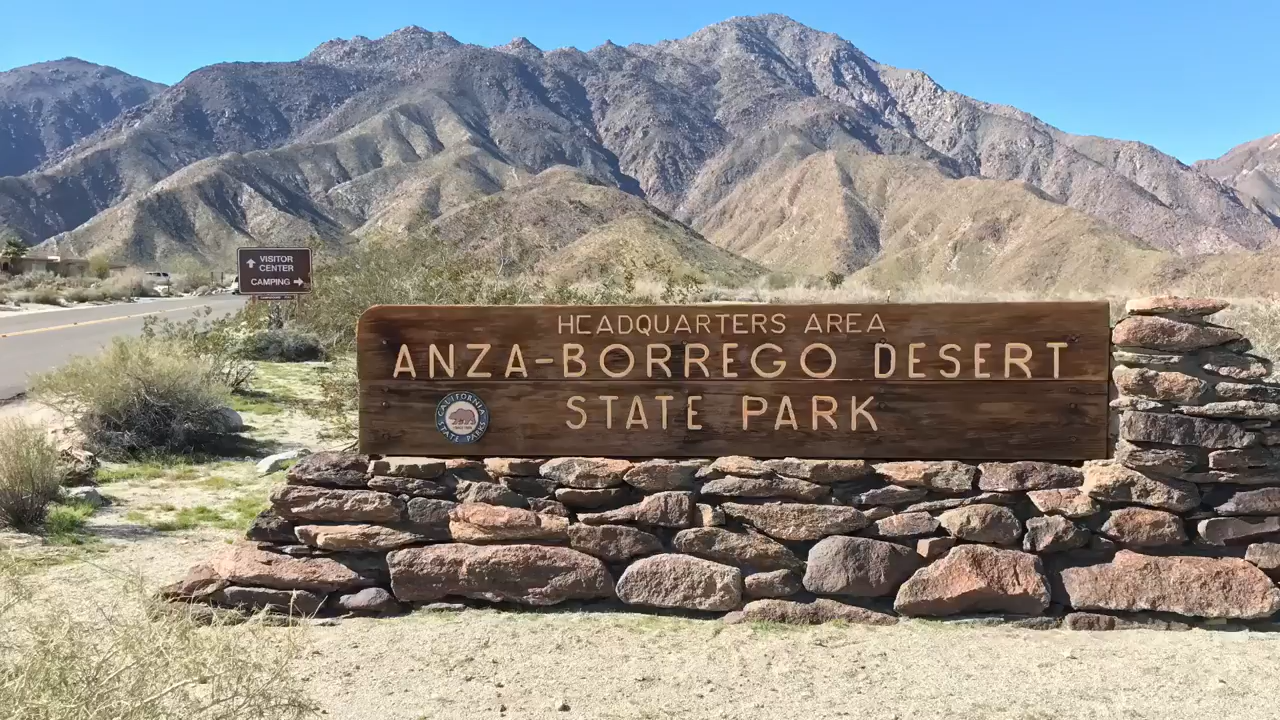 VISITOR
CENTER
CAMPING
HEADQUARTERS AREA
ANZA-BORREGO DESERT
STATE PARK
CALIFORNIA
STATE PARKS